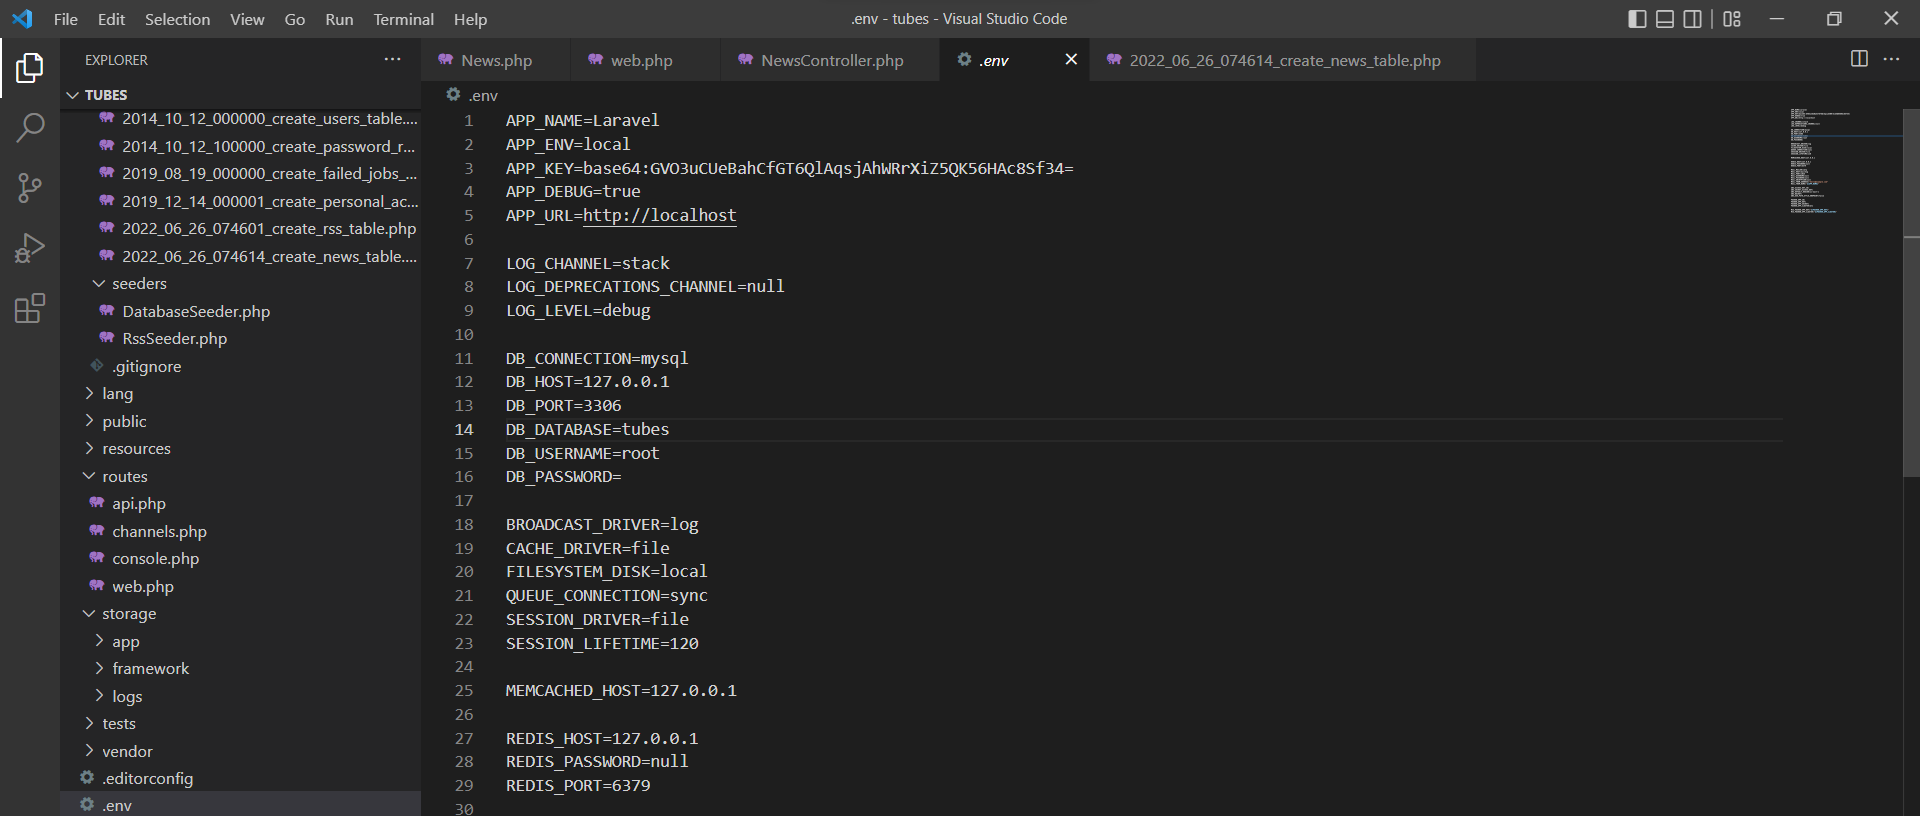 File Edit Selection View Go Run Terminal Help
.env - tubes - Visual Studio Code
EXPLORER
TUBES
2014_10_12_000000_create_users_table....
2014_10_12_100000_create_password_r...
2019_08_19_000000_create_failed_jobs_...
2019_12_14_000001_create_personal_ac...
2022_06_26_074601_create_rss_table.php
2022_06_26_074614_create_news_table....
seeders
DatabaseSeeder.php
RssSeeder.php
.gitignore
lang
public
resources
routes
api.php
channels.php
console.php
web.php
storage
app
framework
logs
tests
vendor
.editorconfig
.env
News.php
web.php
NewsController.php
.env
2022_06_26_074614_create_news_table.php
.env
1 APP_NAME=Laravel
2 APP_ENV=local
3 APP_KEY=base64:GVO3uCUeBahCfGT6QlAqsjAhWRrXiZ5QK56HAc8Sf34=
4 APP_DEBUG=true
5 APP_URL=http://localhost
6
7 LOG_CHANNEL=stack
8 LOG_DEPRECATIONS_CHANNEL=null
9 LOG_LEVEL=debug
10
11 DB_CONNECTION=mysql
12 DB_HOST=127.0.0.1
13 DB_PORT=3306
14 DB_DATABASE=tubes
15 DB_USERNAME=root
16 DB_PASSWORD=
17
18 BROADCAST_DRIVER=log
19 CACHE_DRIVER=file
20 FILESYSTEM_DISK=local
21 QUEUE_CONNECTION=sync
22 SESSION_DRIVER=file
23 SESSION_LIFETIME=120
24
25 MEMCACHED_HOST=127.0.0.1
26
27 REDIS_HOST=127.0.0.1
28 REDIS_PASSWORD=null
29 REDIS_PORT=6379
30